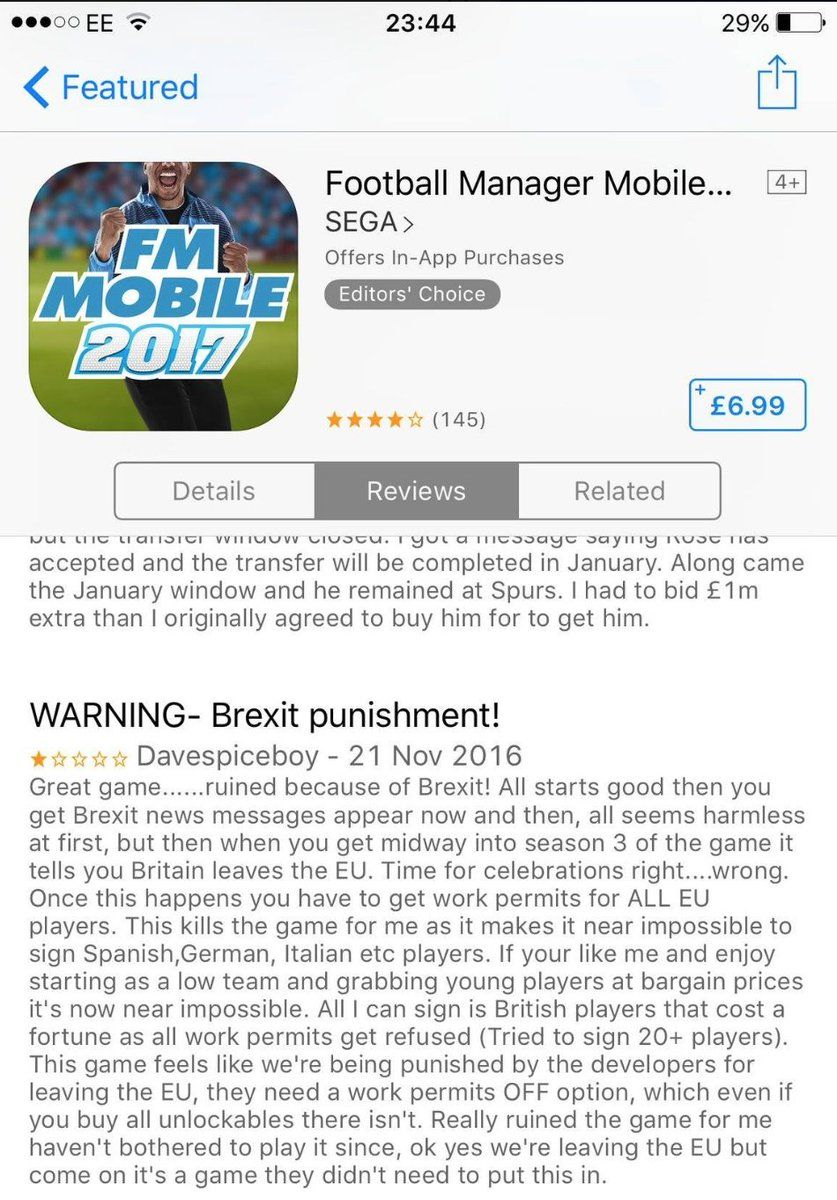 EE 23:44 29%
Featured
Football Manager Mobile... 4+
SEGA >
Offers In-App Purchases
Editors' Choice
FM
MOBILE
2017
★★★★☆ (145)
+ £6.99
Details Reviews Related
but the transfer window closed. I got a message saying Rose has
accepted and the transfer will be completed in January. Along came
the January window and he remained at Spurs. I had to bid £1m
extra than I originally agreed to buy him for to get him.
WARNING- Brexit punishment!
★☆☆☆☆ Davespiceboy - 21 Nov 2016
Great game......ruined because of Brexit! All starts good then you
get Brexit news messages appear now and then, all seems harmless
at first, but then when you get midway into season 3 of the game it
tells you Britain leaves the EU. Time for celebrations right....wrong.
Once this happens you have to get work permits for ALL EU
players. This kills the game for me as it makes it near impossible to
sign Spanish,German, Italian etc players. If your like me and enjoy
starting as a low team and grabbing young players at bargain prices
it's now near impossible. All I can sign is British players that cost a
fortune as all work permits get refused (Tried to sign 20+ players).
This game feels like we're being punished by the developers for
leaving the EU, they need a work permits OFF option, which even if
you buy all unlockables there isn't. Really ruined the game for me
haven't bothered to play it since, ok yes we're leaving the EU but
come on it's a game they didn't need to put this in.